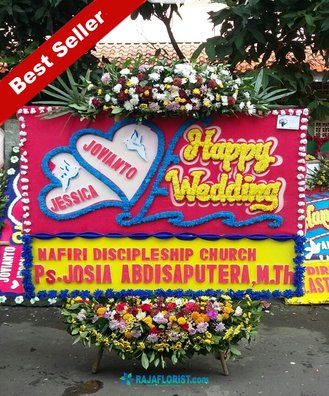 Best Seller
JOVIANTO
JESSICA
Happy
Wedding
NAFIRI DISCIPLESHIP CHURCH
Ps. JOSIA ABDISAPUTERA, M.Th
RAJAFLORIST.com